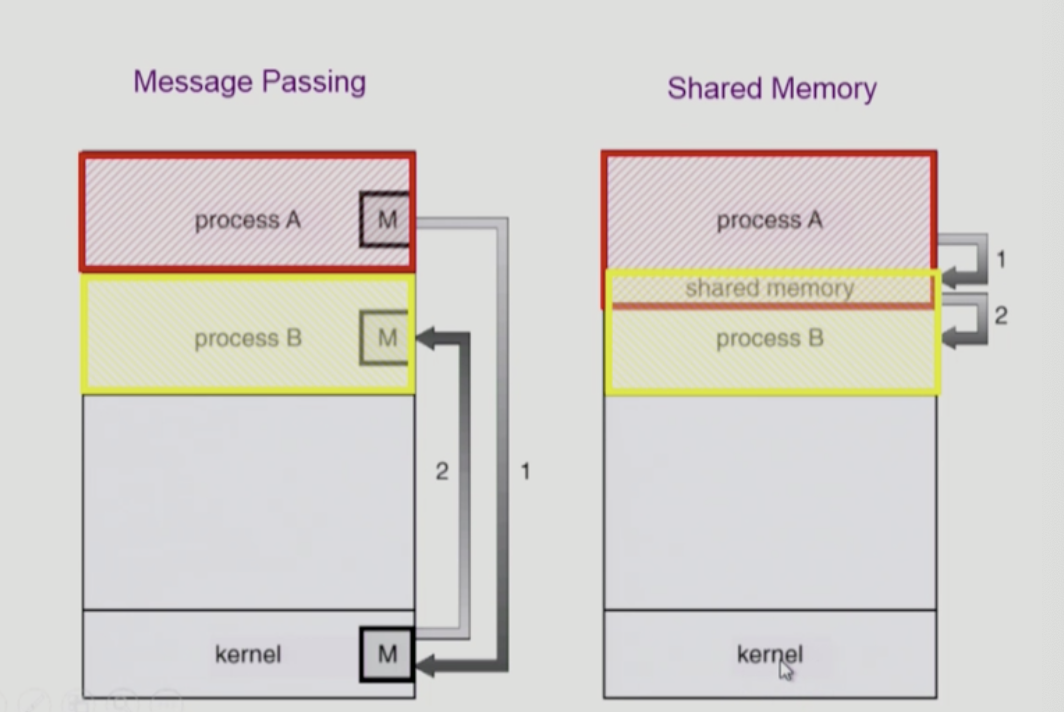 Message Passing
process A
M
process B
M
2
1
kernel
M
Shared Memory
process A
1
shared memory
2
process B
kernel